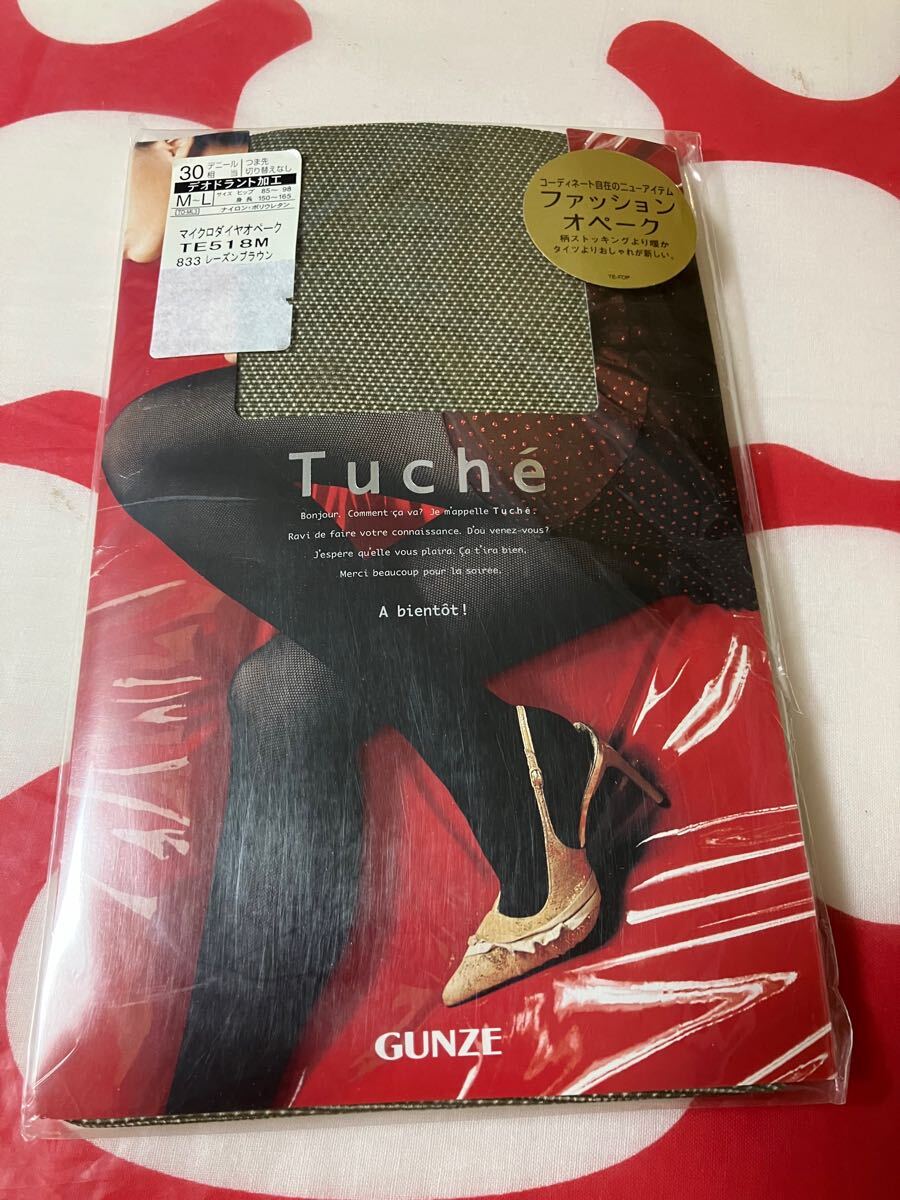 30 デニール相当 つま先切り替えなし
デオドラント加工
M~L サイズ ヒップ 85~98
身長 150~165
ナイロン・ポリウレタン
マイクロダイヤオペーク
TE518M
833 レーズンブラウン
コーディネート自在のニューアイテム
ファッション
オペーク
柄ストッキングより暖か
タイツよりおしゃれが新しい。
TE-FOP
Tuché
Bonjour. Comment ça va? Je m'appelle Tuché.
Ravi de faire votre connaissance. D'où venez-vous?
J'espère qu'elle vous plaira. Ça t'ira bien.
Merci beaucoup pour la soirée.
A bientôt!
GUNZE